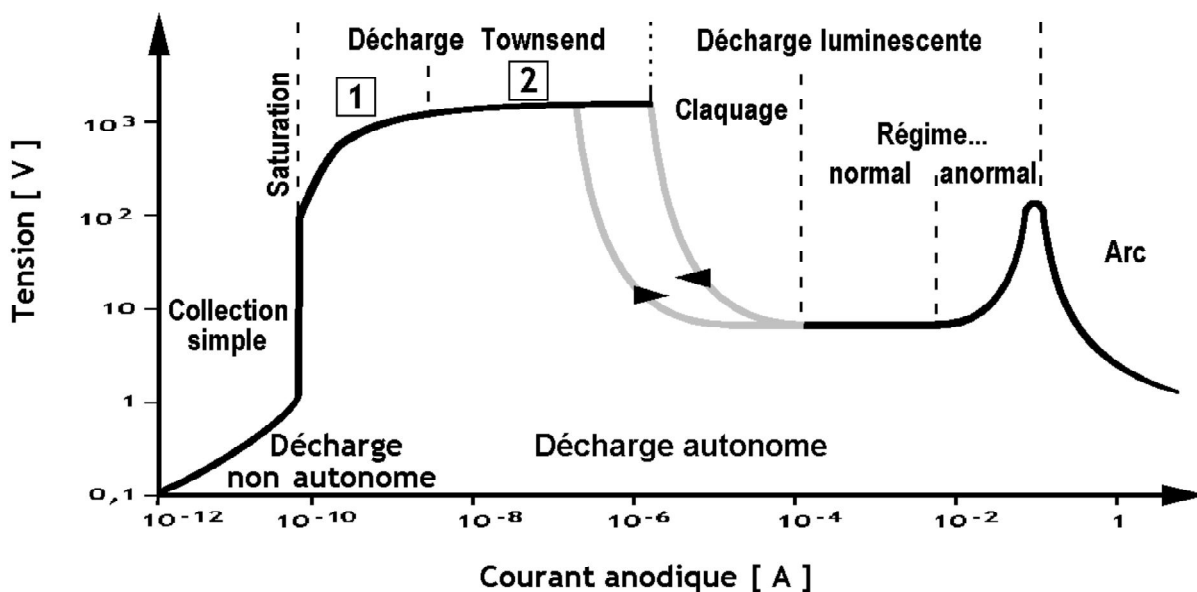 Décharge Townsend
Décharge luminescente
1
2
Saturation
Claquage
Régime...
normal
anormal
Arc
Collection
simple
Décharge
non autonome
Décharge autonome
Tension [ V ]
10³
10²
10
1
0,1
10⁻¹²
10⁻¹⁰
10⁻⁸
10⁻⁶
10⁻⁴
10⁻²
1
Courant anodique [ A ]